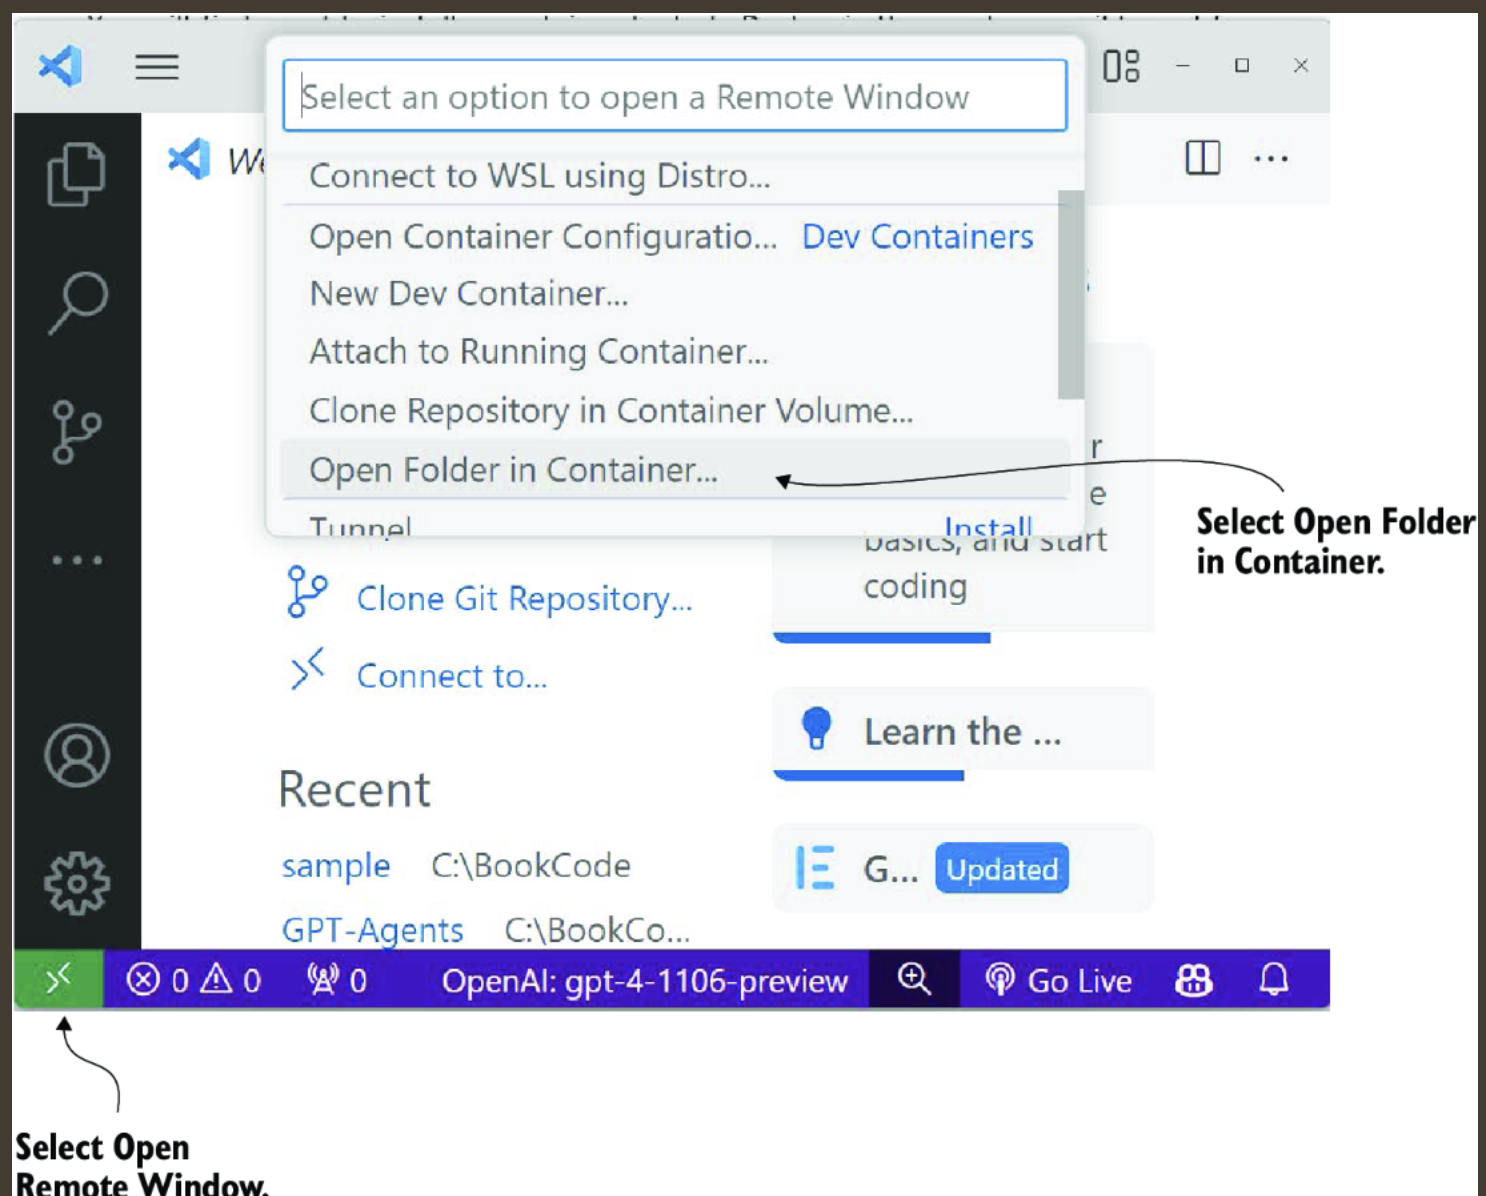 Select an option to open a Remote Window
We
Connect to WSL using Distro...
Open Container Configuratio... Dev Containers
New Dev Container...
Attach to Running Container...
Clone Repository in Container Volume...
Open Folder in Container...
Tunnel Install
r
e
basics, and start
coding
Select Open Folder
in Container.
Clone Git Repository...
Connect to...
Learn the ...
Recent
sample C:\BookCode
G... Updated
GPT-Agents C:\BookCo...
0 0 0 OpenAI: gpt-4-1106-preview Go Live
Select Open
Remote Window.